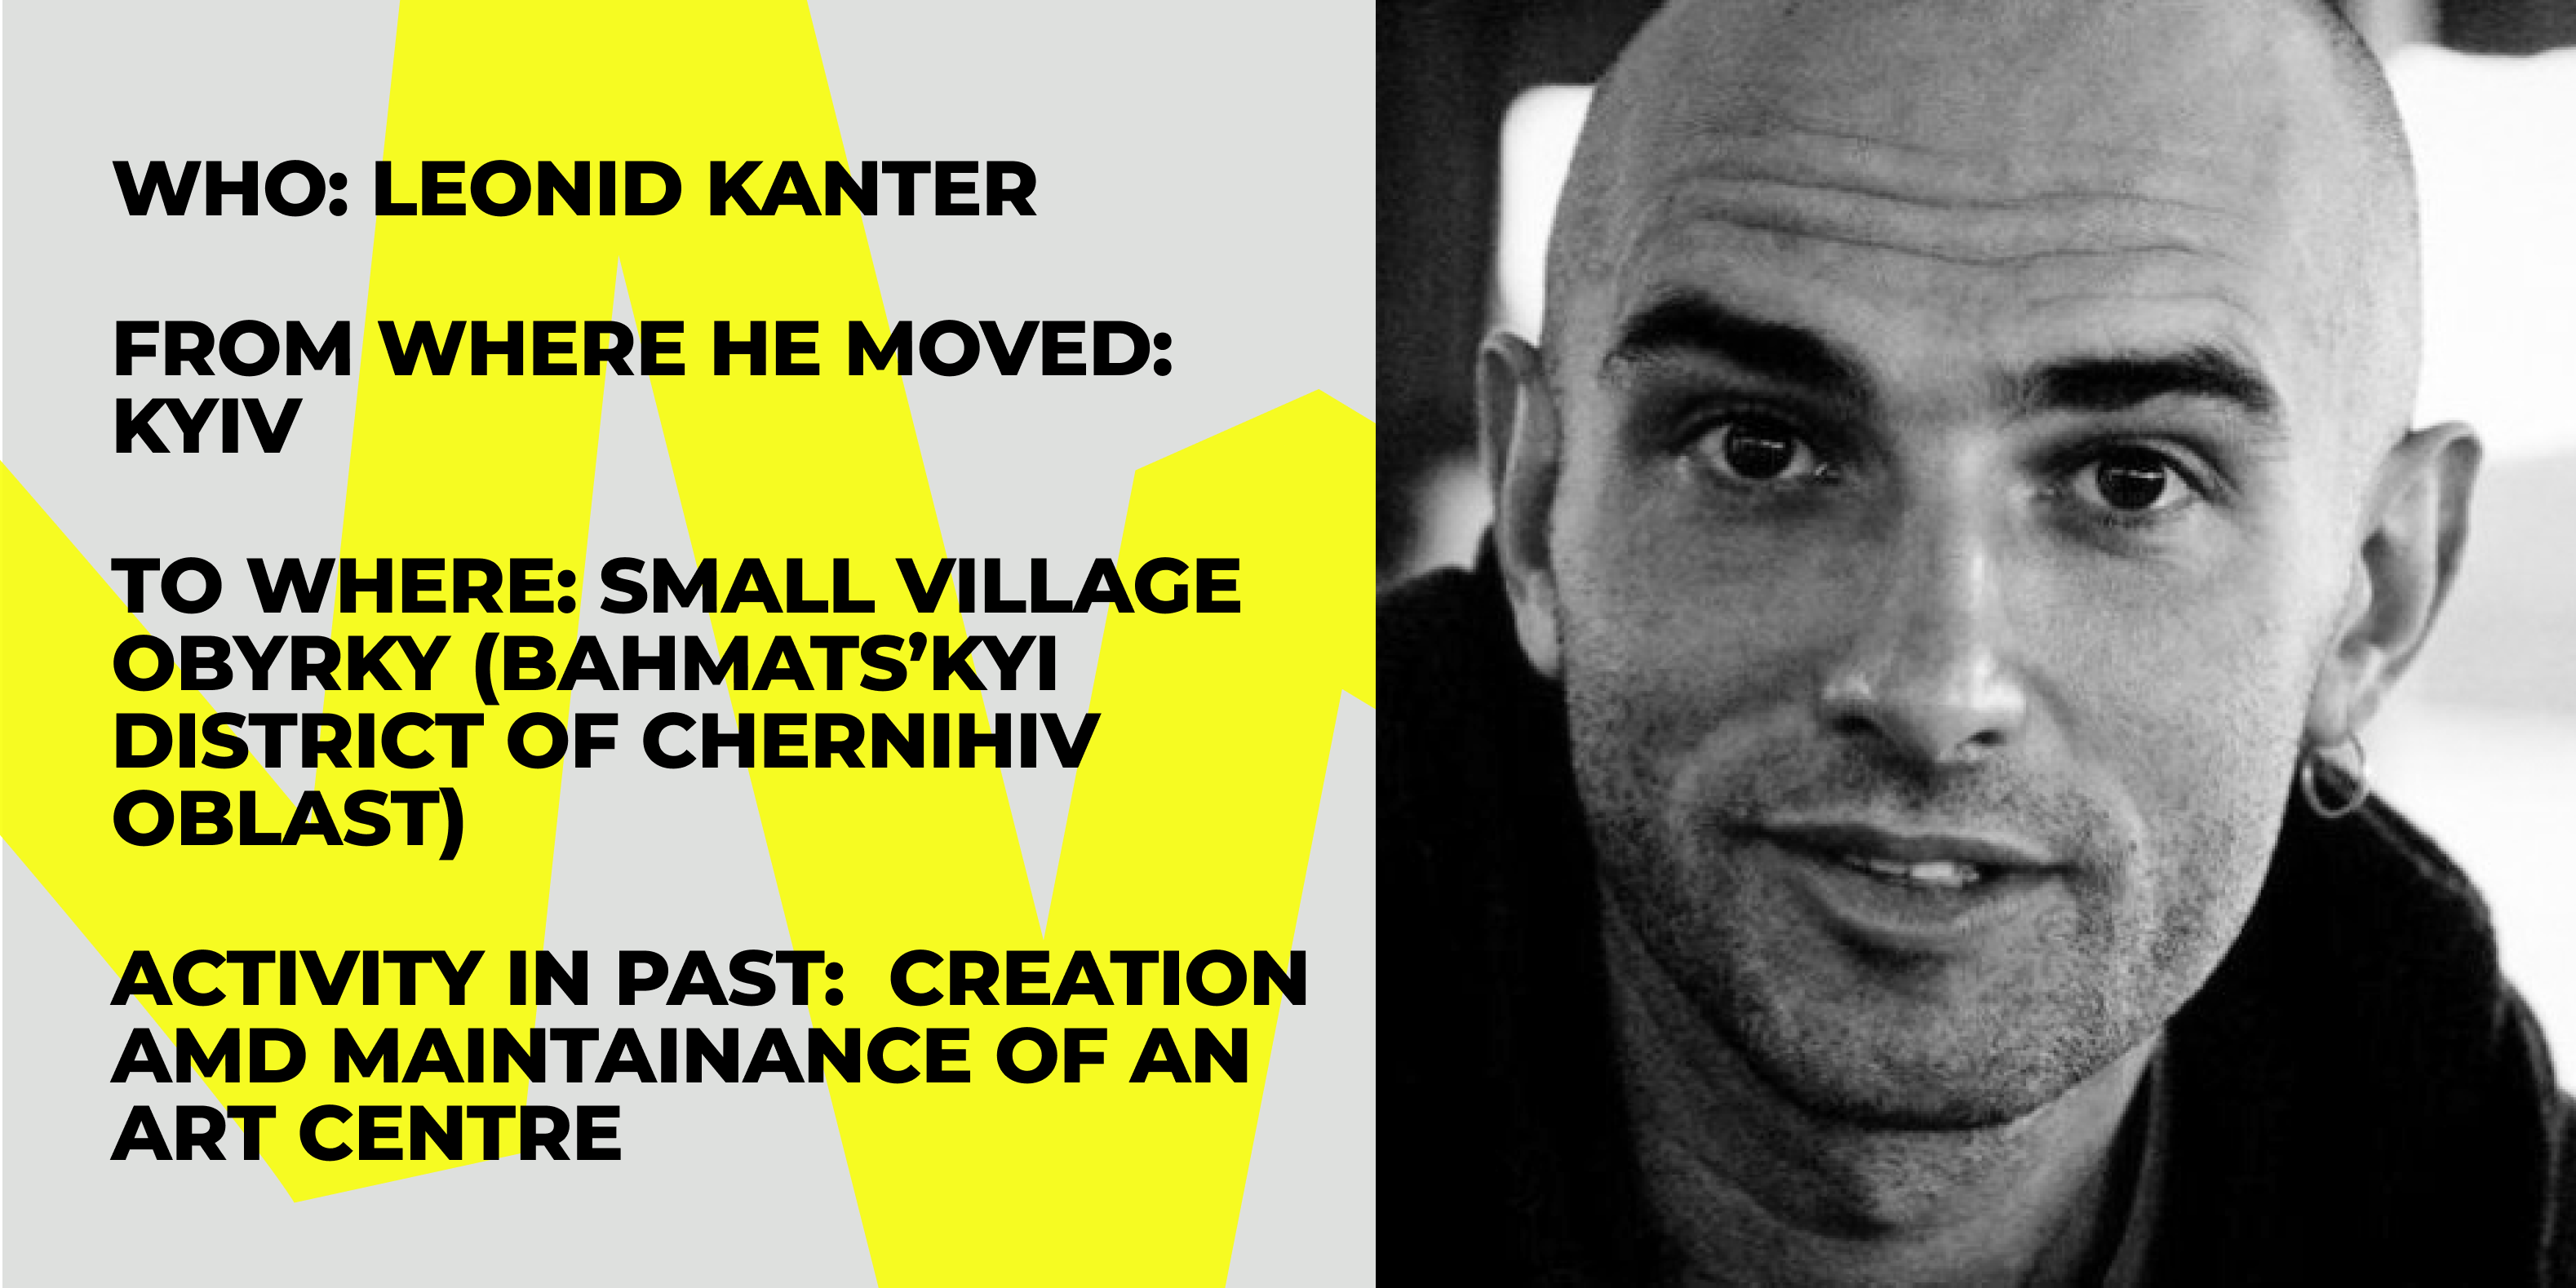 WHO: LEONID KANTER
FROM WHERE HE MOVED:
KYIV
TO WHERE: SMALL VILLAGE
OBYRKY (BAHMATS’KYI
DISTRICT OF CHERNIHIV
OBLAST)
ACTIVITY IN PAST:  CREATION
AMD MAINTAINANCE OF AN
ART CENTRE